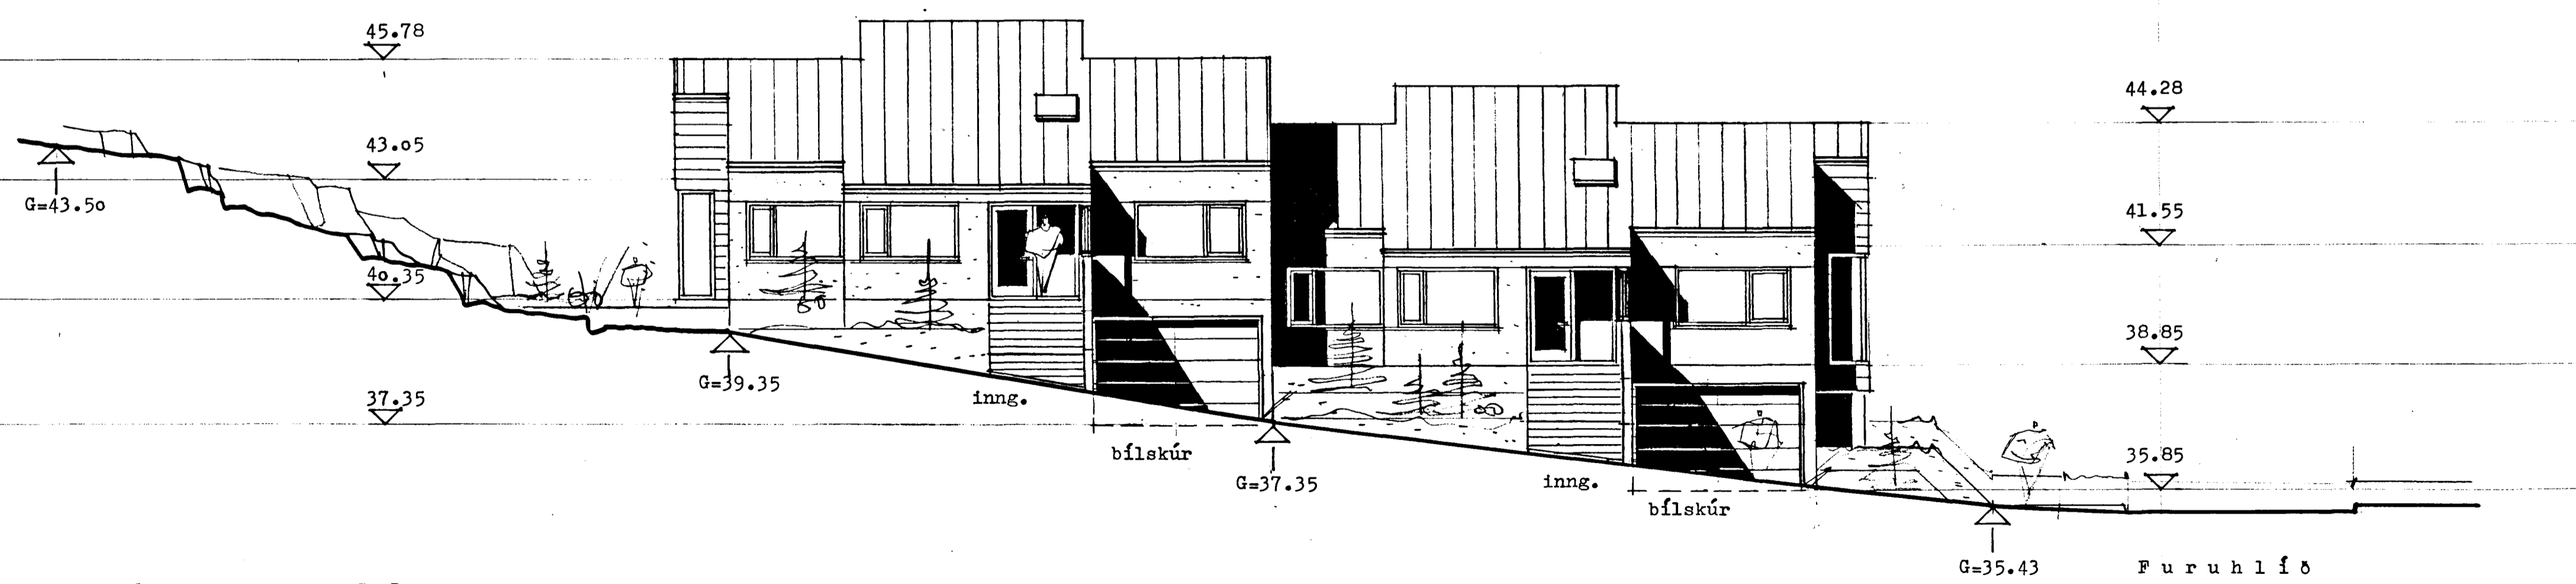 45.78
44.28
43.05
G=43.50
41.55
40.35
38.85
G=39.35
37.35
inng.
bílskúr
G=37.35
inng.
35.85
bílskúr
G=35.43
Furuhlíð